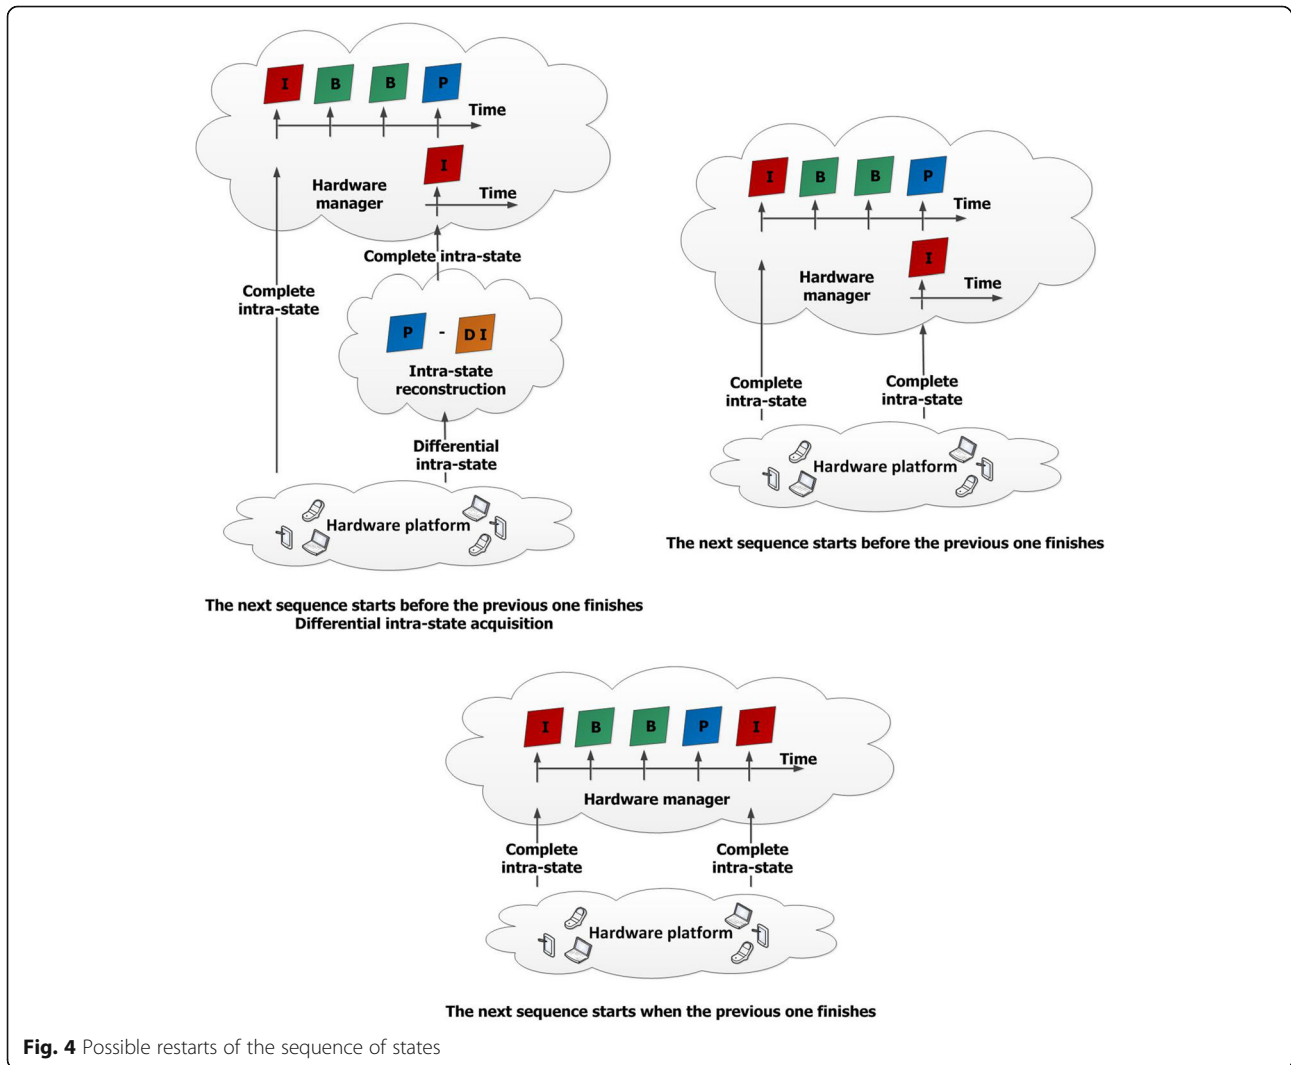 I B B P
Time
I
Hardware
manager
Time
Complete intra-state
Complete
intra-state
P - D I
Intra-state
reconstruction
Differential
intra-state
Hardware platform
The next sequence starts before the previous one finishes
Differential intra-state acquisition
I B B P
Time
I
Hardware
manager
Time
Complete
intra-state
Complete
intra-state
Hardware platform
The next sequence starts before the previous one finishes
I B B P I
Time
Hardware manager
Complete
intra-state
Complete
intra-state
Hardware platform
The next sequence starts when the previous one finishes
Fig. 4 Possible restarts of the sequence of states